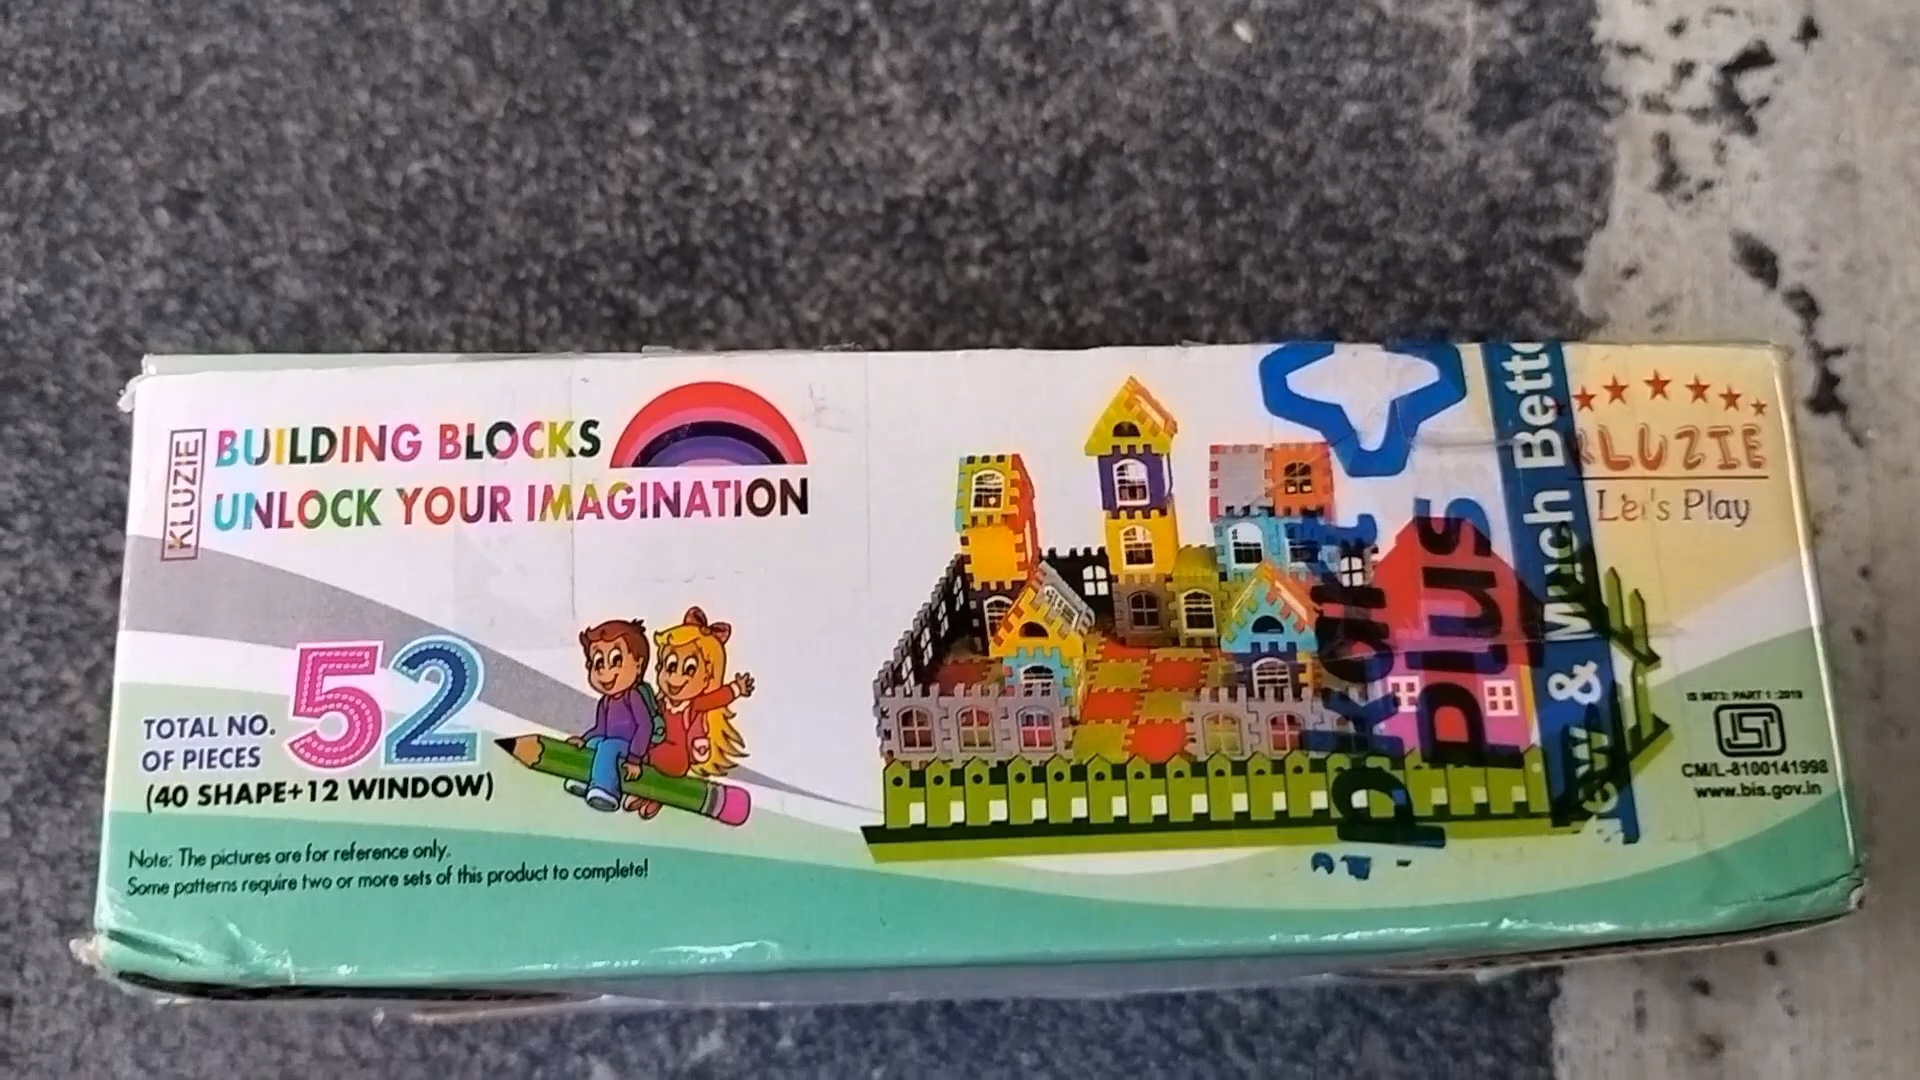 KLUZIE
BUILDING BLOCKS
UNLOCK YOUR IMAGINATION
TOTAL NO.
OF PIECES
52
(40 SHAPE+12 WINDOW)
Note: The pictures are for reference only.
Some patterns require two or more sets of this product to complete!
plus
& Much
KLUZIE
Let's Play
IS 9873: PART 1 :2019
ISI
CM/L-8100141998
www.bis.gov.in